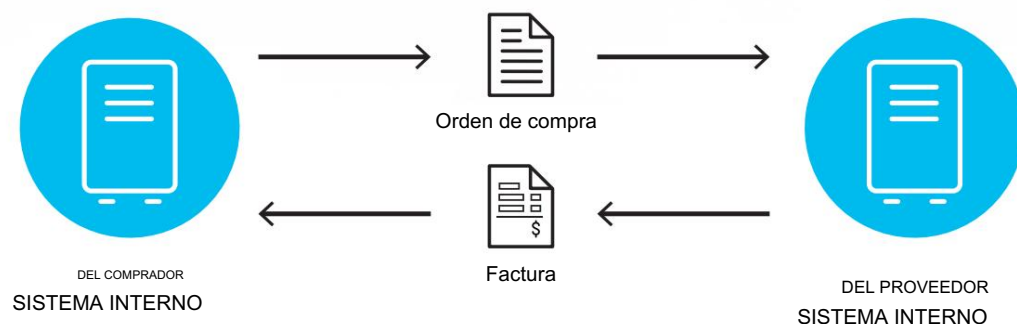 Orden de compra
$
Factura
DEL COMPRADOR
SISTEMA INTERNO
DEL PROVEEDOR
SISTEMA INTERNO